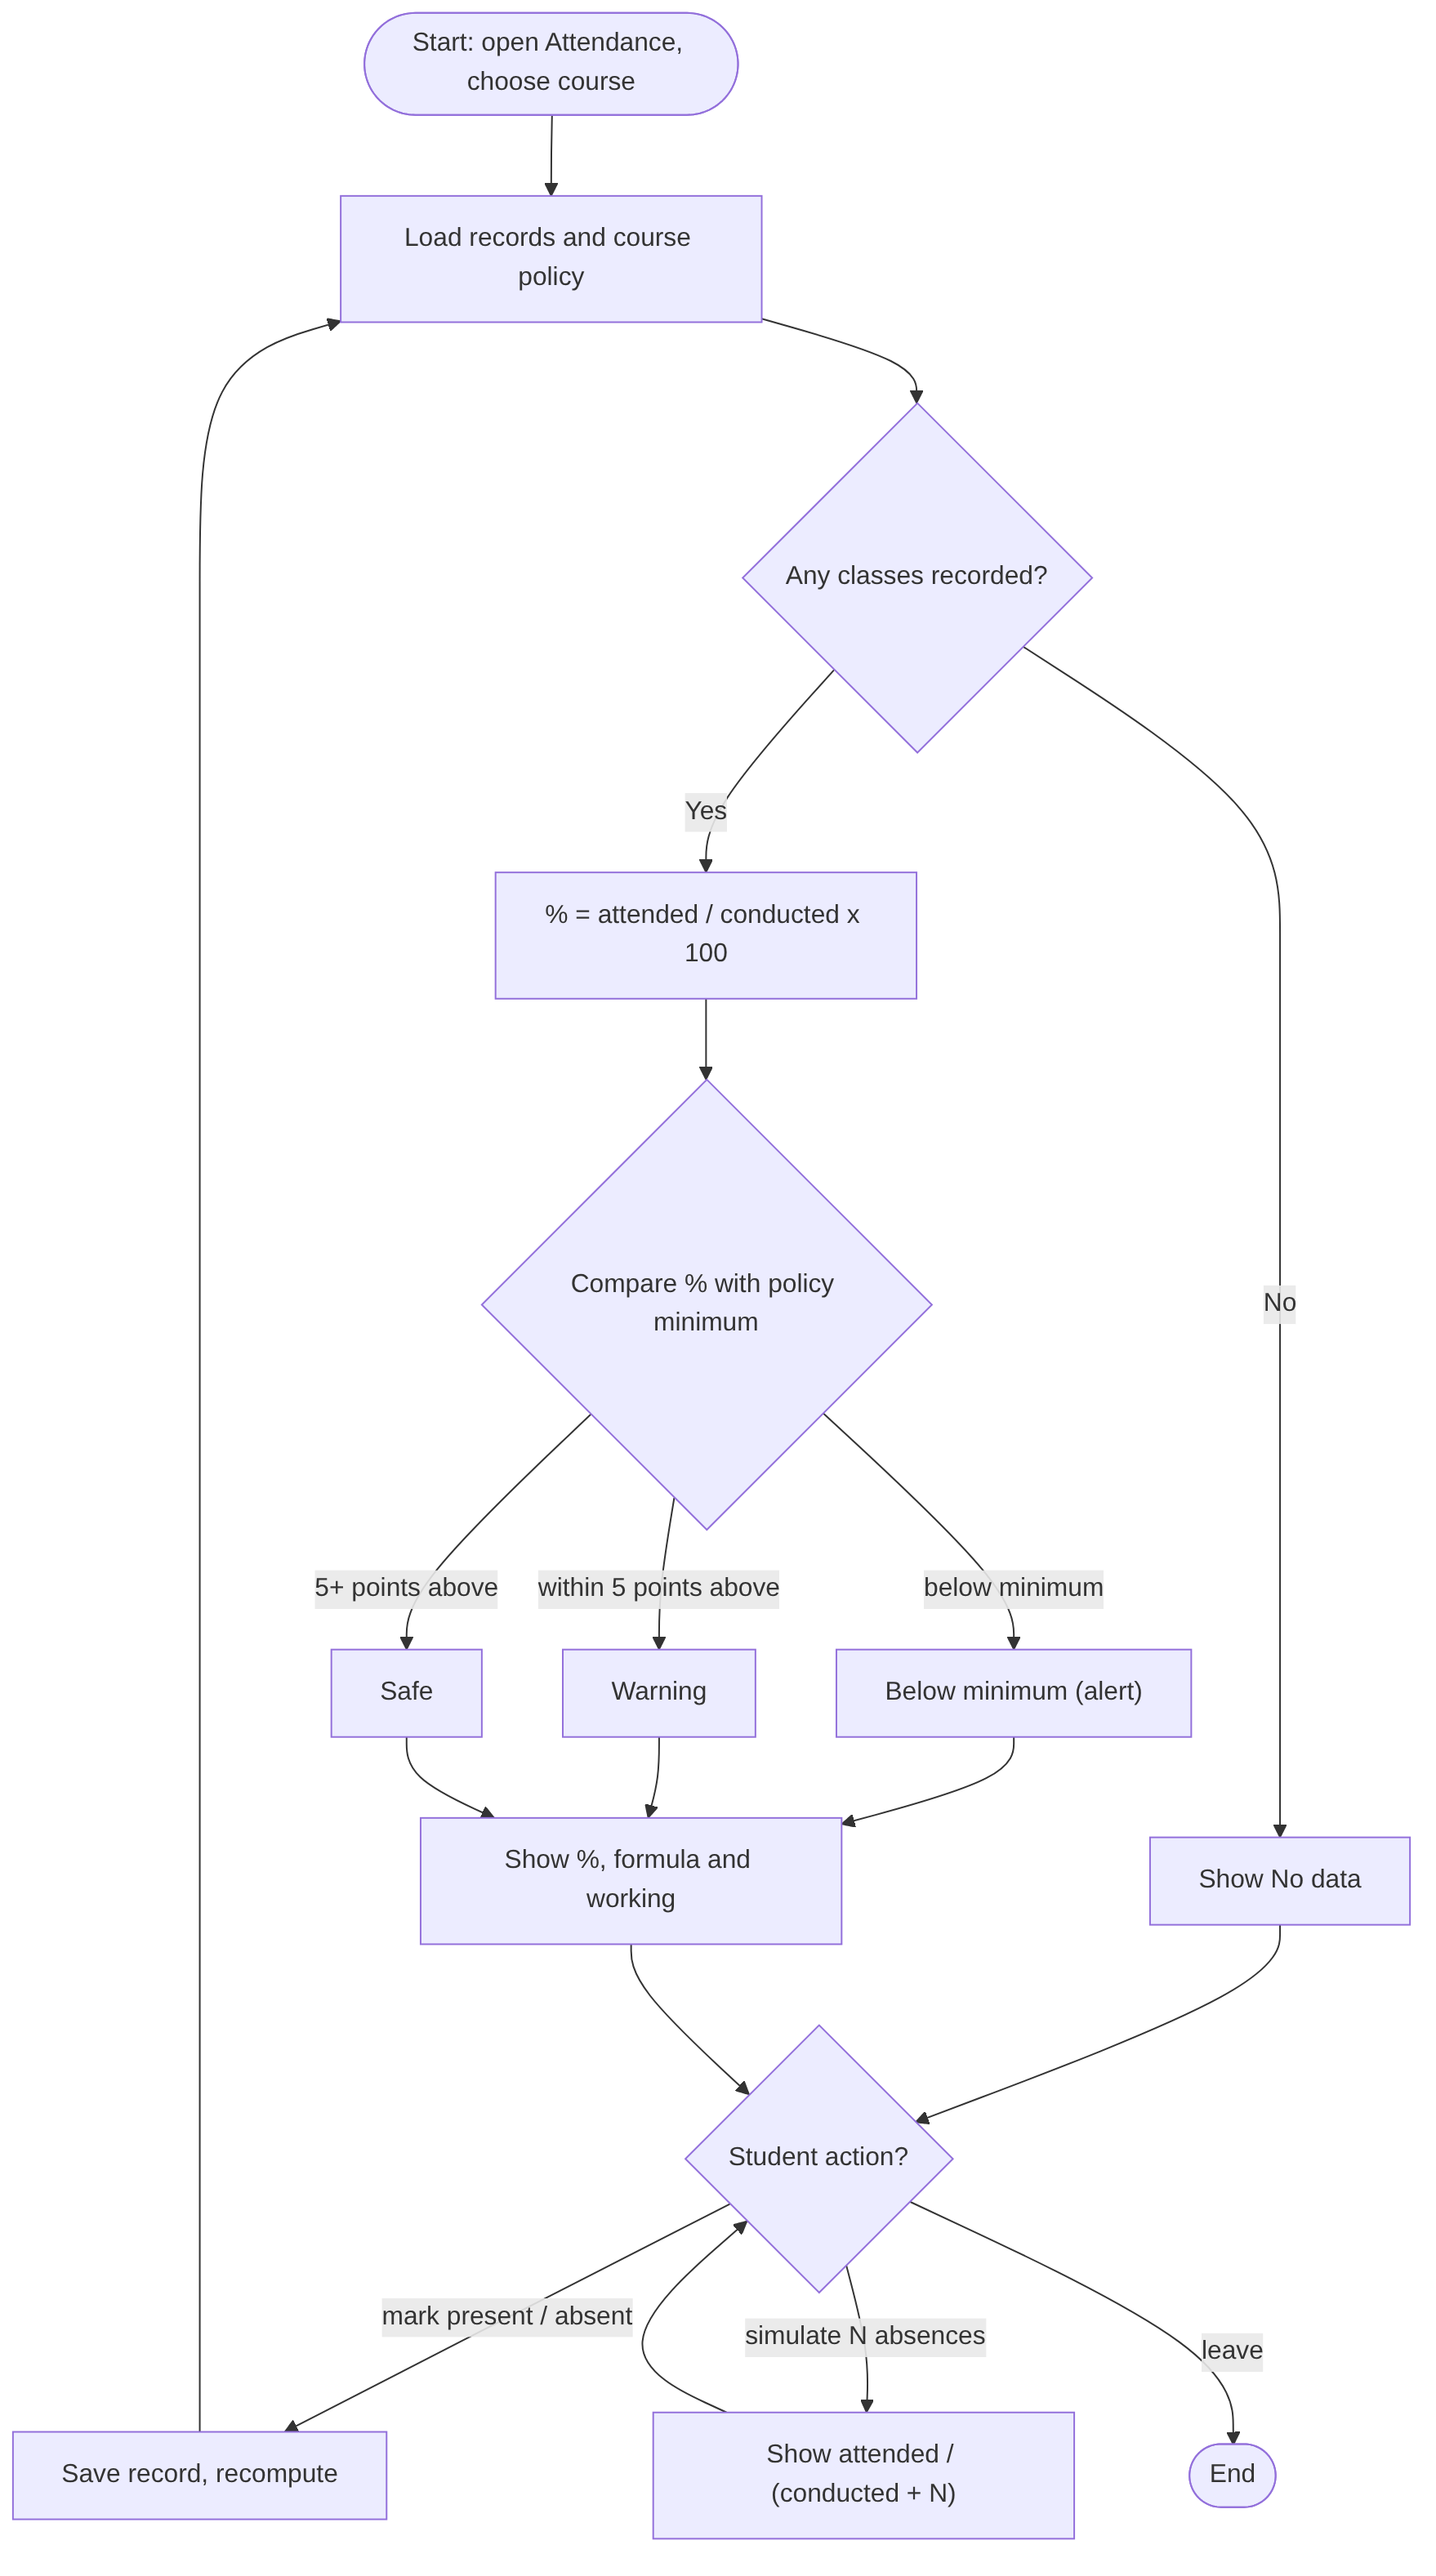 Start: open Attendance,
choose course
Load records and course
policy
Any classes recorded?
Yes
% = attended / conducted x
100
Compare % with policy
minimum
No
5+ points above
within 5 points above
below minimum
Safe
Warning
Below minimum (alert)
Show %, formula and
working
Show No data
Student action?
mark present / absent
simulate N absences
leave
Save record, recompute
Show attended /
(conducted + N)
End